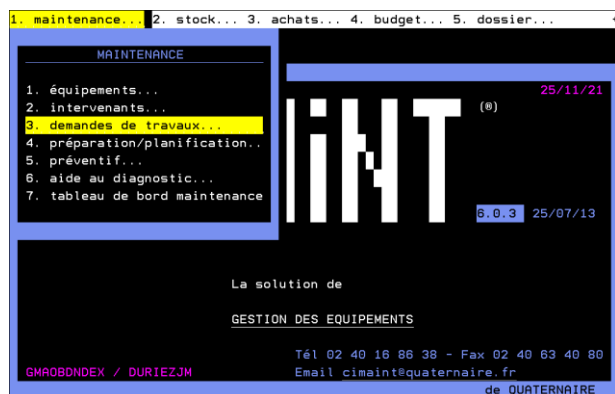 1. maintenance... 2. stock... 3. achats... 4. budget... 5. dossier...
MAINTENANCE
1. équipements...
2. intervenants...
3. demandes de travaux...
4. préparation/planification..
5. préventif...
6. aide au diagnostic...
7. tableau de bord maintenance
25/11/21
iNT (®)
6.0.3 25/07/13
La solution de
GESTION DES EQUIPEMENTS
Tél 02 40 16 86 38 - Fax 02 40 63 40 80
GMAOBDNDEX / DURIEZJM Email cimaint@quaternaire.fr
de QUATERNAIRE